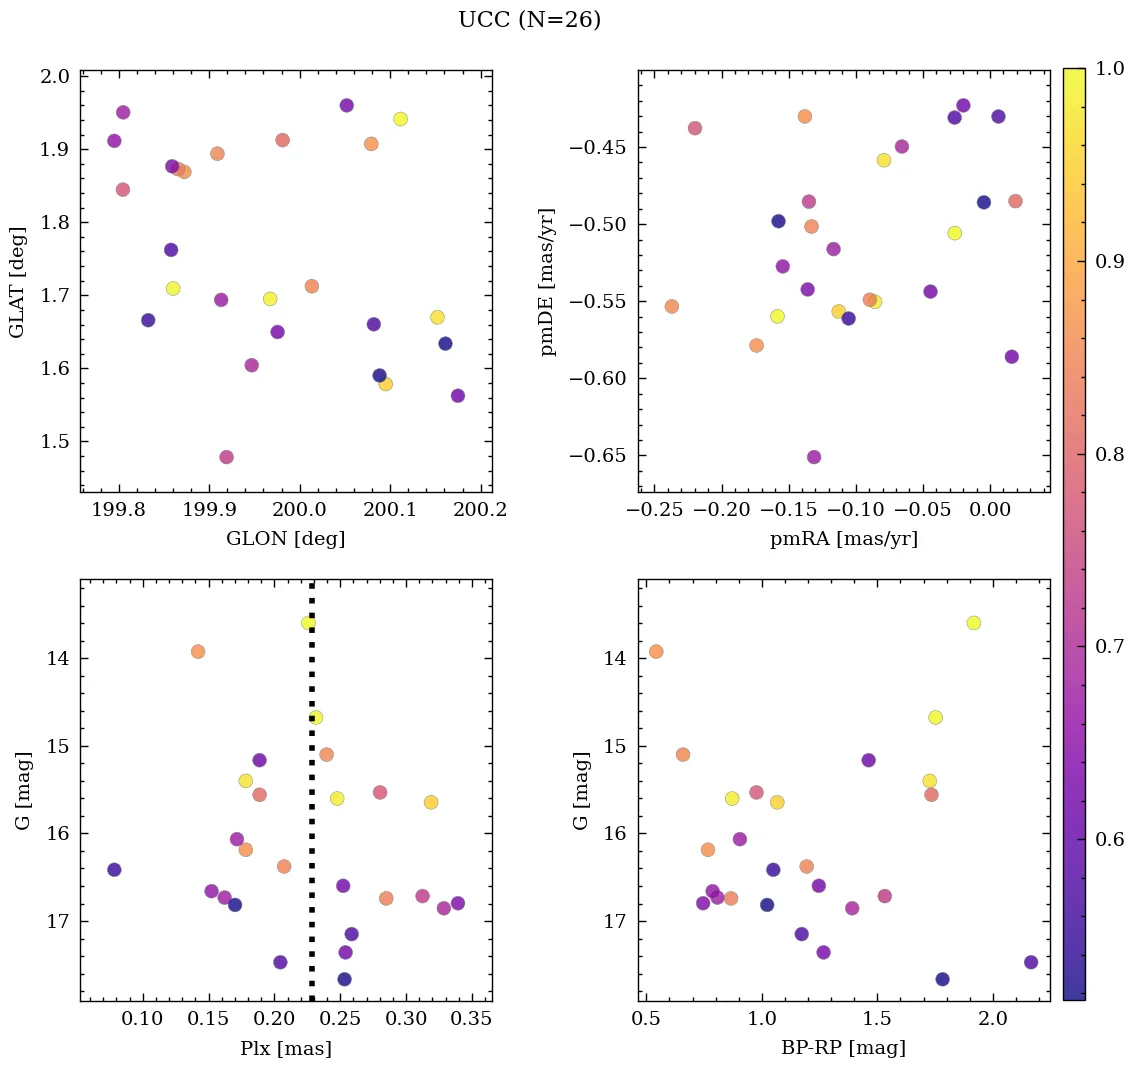 UCC (N=26)
2.0
1.9
1.8
1.7
1.6
1.5
GLAT [deg]
199.8 199.9 200.0 200.1 200.2
GLON [deg]
−0.45
−0.50
−0.55
−0.60
−0.65
pmDE [mas/yr]
−0.25 −0.20 −0.15 −0.10 −0.05 0.00
pmRA [mas/yr]
1.0
0.9
0.8
0.7
0.6
14
15
16
17
G [mag]
0.10 0.15 0.20 0.25 0.30 0.35
Plx [mas]
14
15
16
17
G [mag]
0.5 1.0 1.5 2.0
BP-RP [mag]